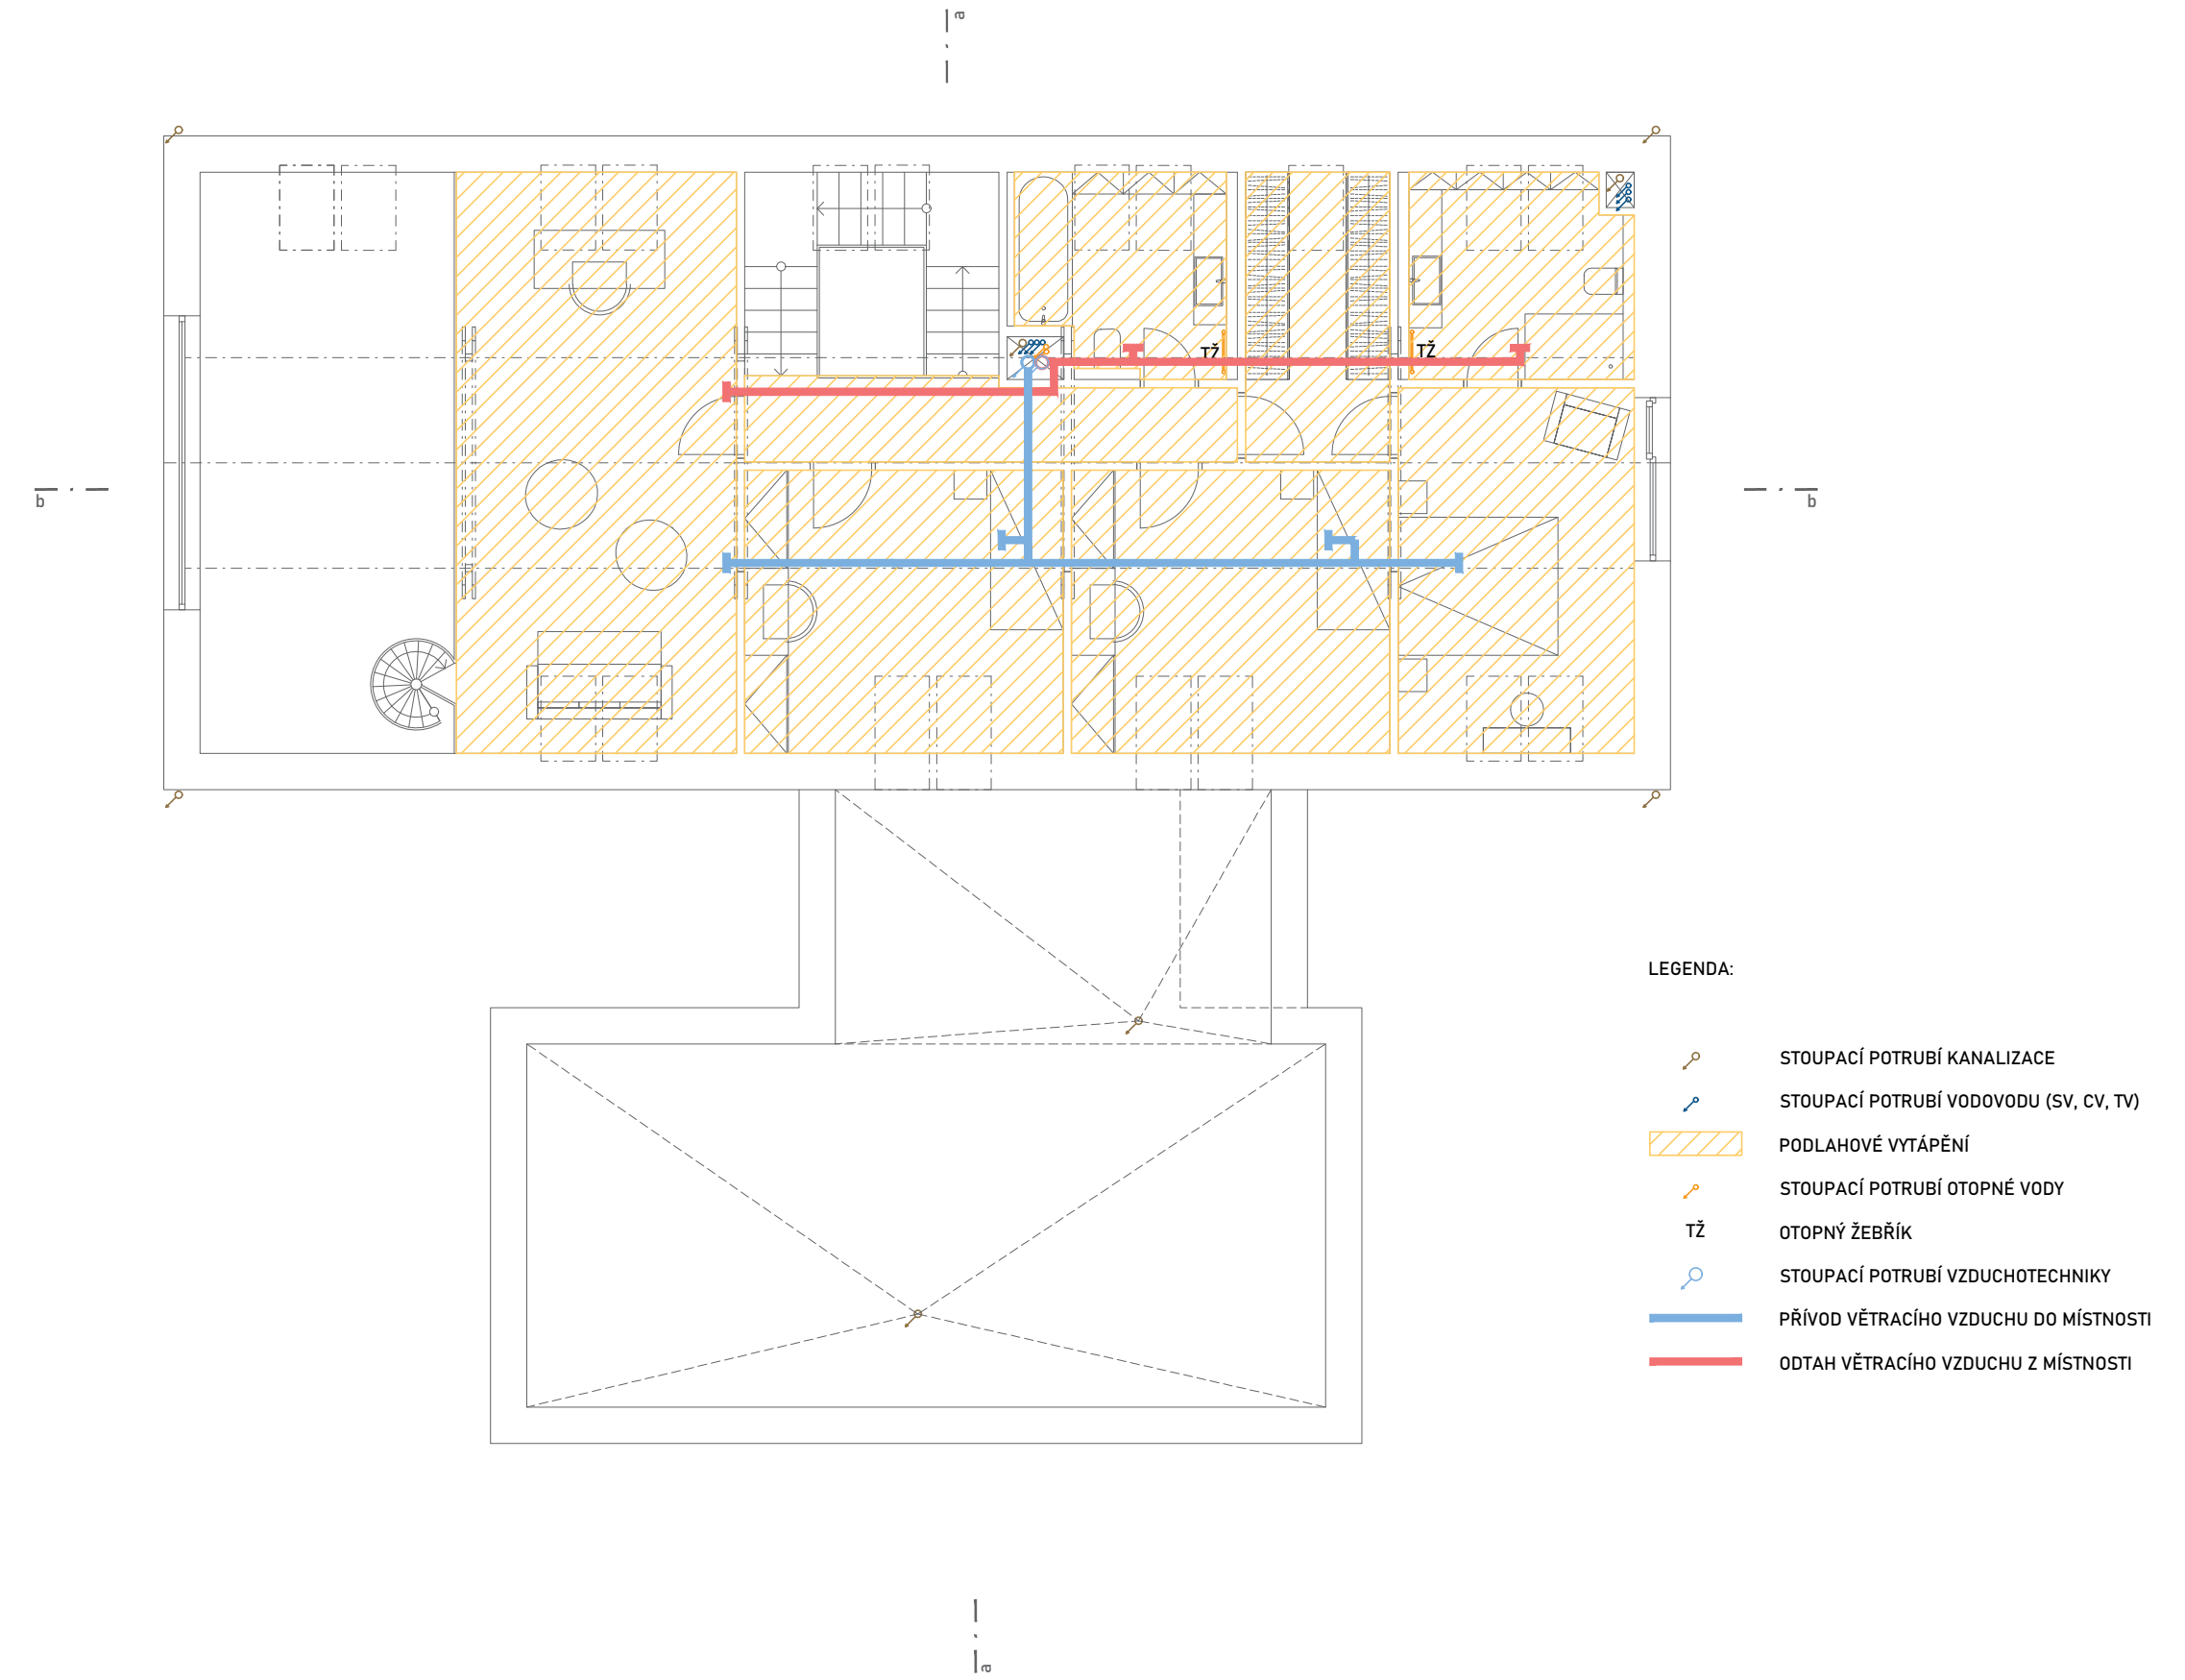 a
TŽ
TŽ
b
b
LEGENDA:
STOUPACÍ POTRUBÍ KANALIZACE
STOUPACÍ POTRUBÍ VODOVODU (SV, CV, TV)
PODLAHOVÉ VYTÁPĚNÍ
STOUPACÍ POTRUBÍ OTOPNÉ VODY
TŽ OTOPNÝ ŽEBŘÍK
STOUPACÍ POTRUBÍ VZDUCHOTECHNIKY
PŘÍVOD VĚTRACÍHO VZDUCHU DO MÍSTNOSTI
ODTAH VĚTRACÍHO VZDUCHU Z MÍSTNOSTI
a